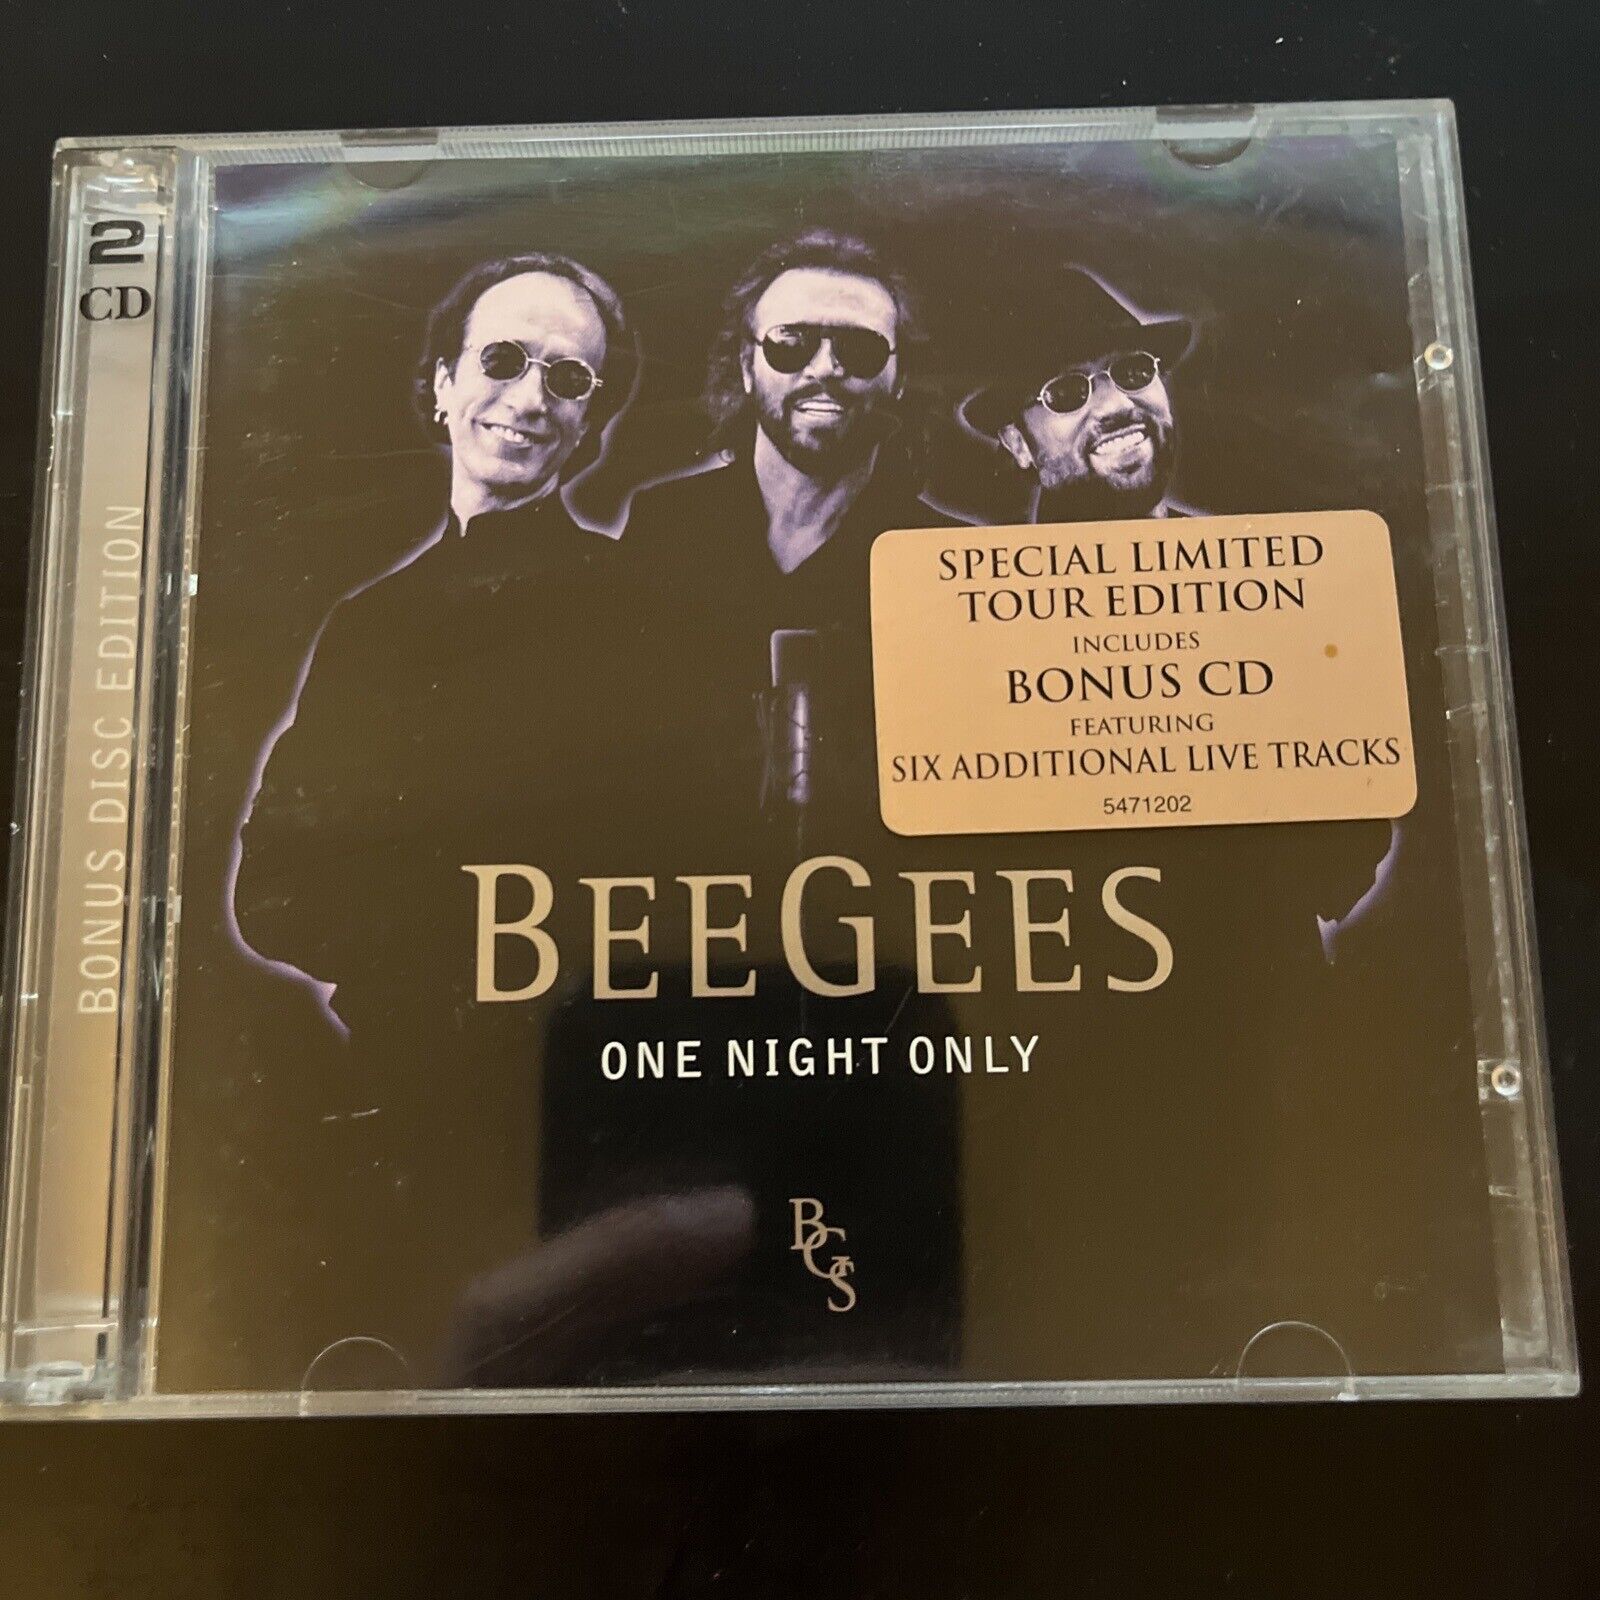 2
CD
BONUS DISC EDITION
SPECIAL LIMITED
TOUR EDITION
INCLUDES
BONUS CD
FEATURING
SIX ADDITIONAL LIVE TRACKS
5471202
BEEGEES
ONE NIGHT ONLY
BGS